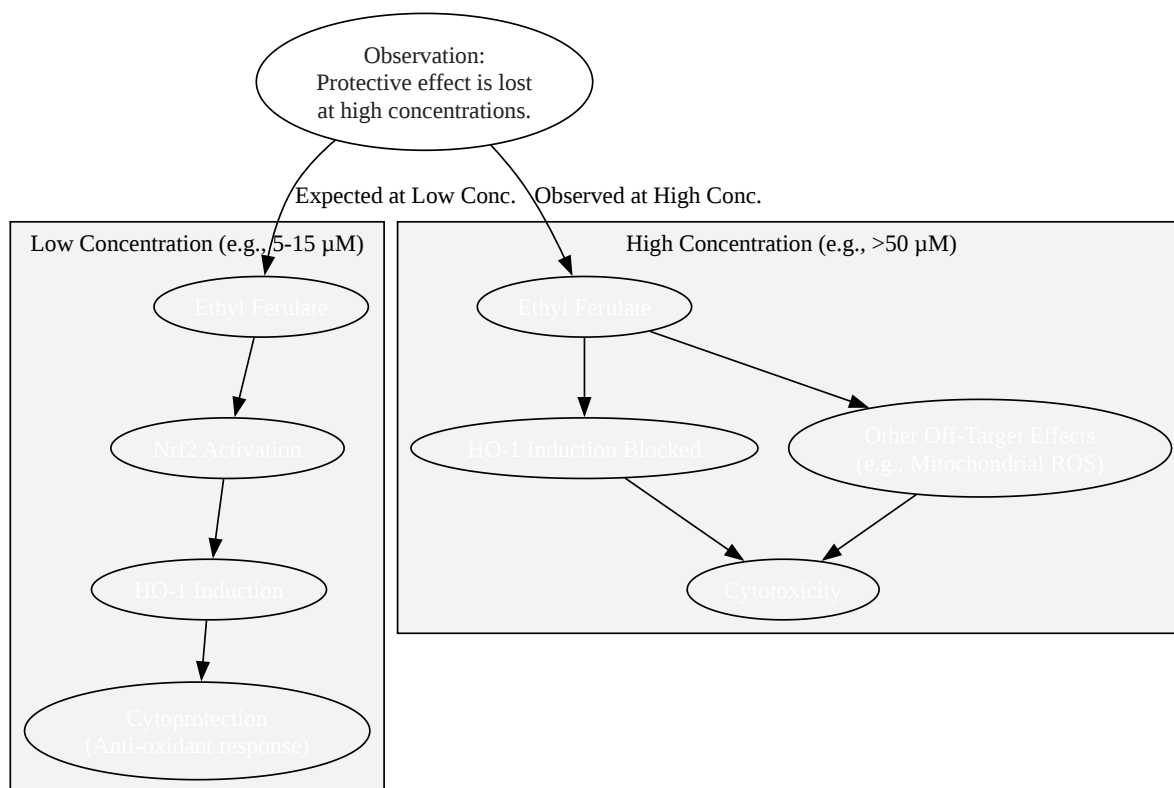 Observation:
Protective effect is lost
at high concentrations.
Expected at Low Conc.
Observed at High Conc.
Low Concentration (e.g., 5-15 µM)
Ethyl Ferulate
Nrf2 Activation
HO-1 Induction
Cytoprotection
(Anti-oxidant response)
High Concentration (e.g., >50 µM)
Ethyl Ferulate
HO-1 Induction Blocked
Other Off-Target Effects
(e.g., Mitochondrial ROS)
Cytotoxicity